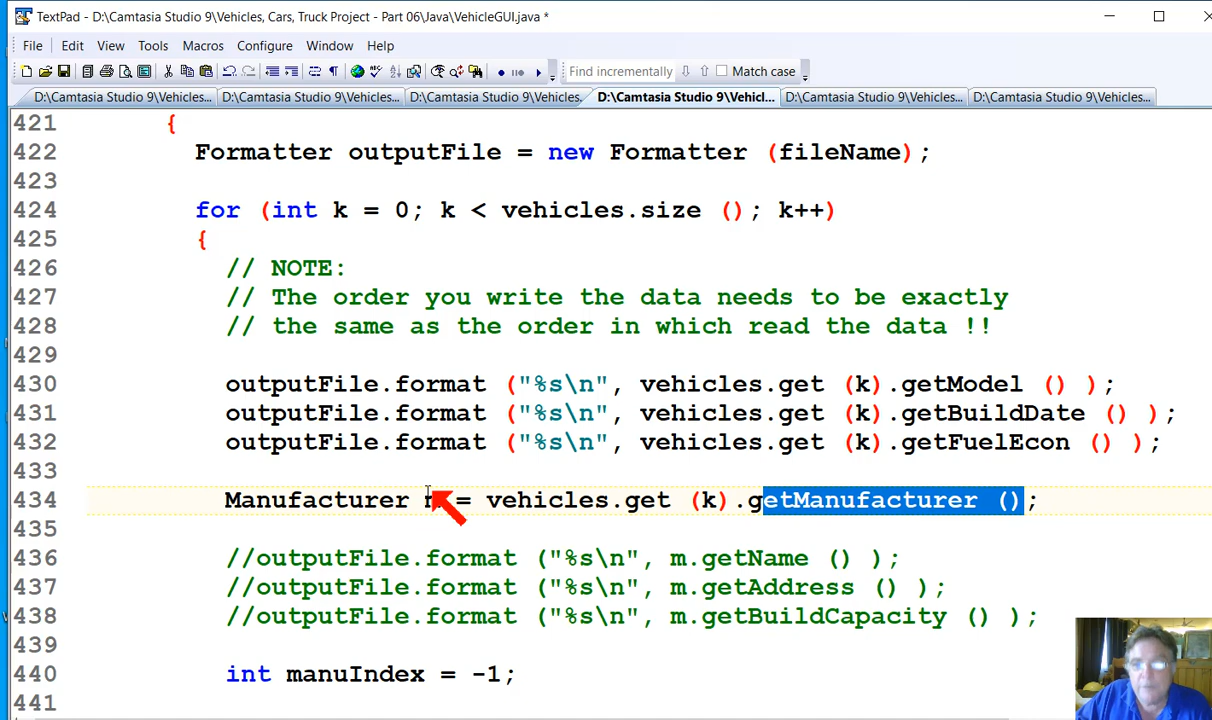 TextPad - D:\Camtasia Studio 9\Vehicles, Cars, Truck Project - Part 06\Java\VehicleGUI.java *
File Edit View Tools Macros Configure Window Help
Find incrementally Match case
D:\Camtasia Studio 9\Vehicles... D:\Camtasia Studio 9\Vehicles... D:\Camtasia Studio 9\Vehicles. D:\Camtasia Studio 9\Vehicl... D:\Camtasia Studio 9\Vehicles... D:\Camtasia Studio 9\Vehicles...
421 {
422 Formatter outputFile = new Formatter (fileName);
423
424 for (int k = 0; k < vehicles.size (); k++)
425 {
426 // NOTE:
427 // The order you write the data needs to be exactly
428 // the same as the order in which read the data !!
429
430 outputFile.format ("%s\n", vehicles.get (k).getModel () );
431 outputFile.format ("%s\n", vehicles.get (k).getBuildDate () );
432 outputFile.format ("%s\n", vehicles.get (k).getFuelEcon () );
433
434 Manufacturer = vehicles.get (k).getManufacturer ();
435
436 //outputFile.format ("%s\n", m.getName () );
437 //outputFile.format ("%s\n", m.getAddress () );
438 //outputFile.format ("%s\n", m.getBuildCapacity () );
439
440 int manuIndex = -1;
441